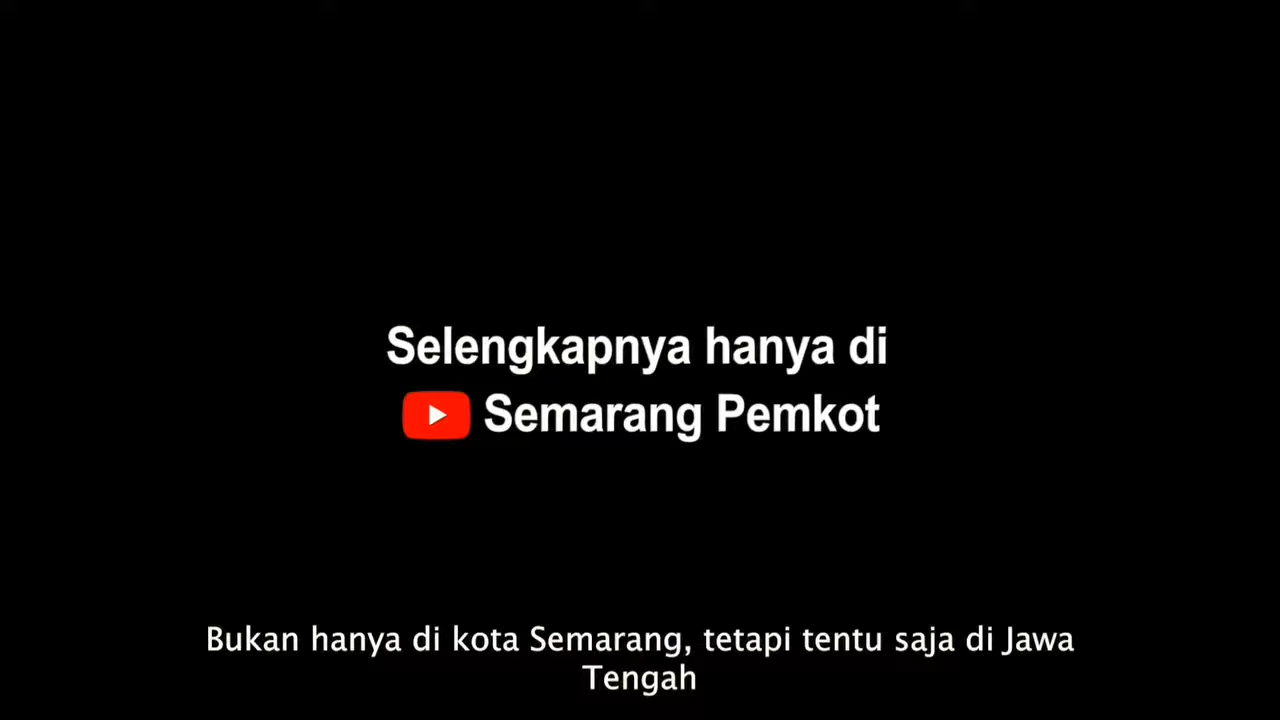 Selengkapnya hanya di
Semarang Pemkot
Bukan hanya di kota Semarang, tetapi tentu saja di Jawa
Tengah